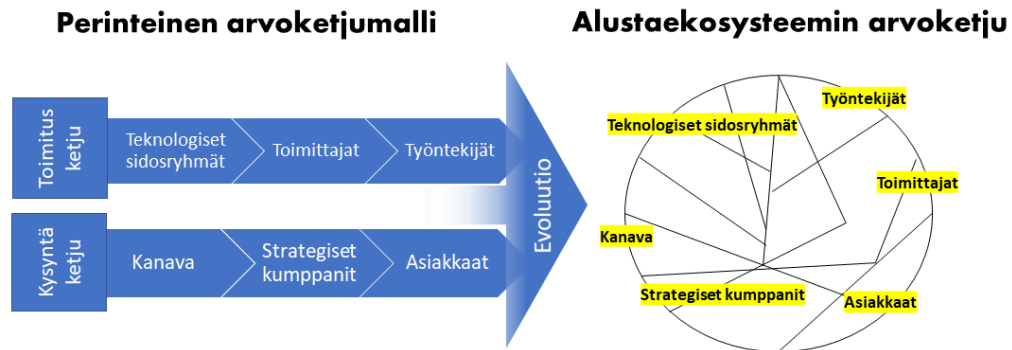 Perinteinen arvoketjumalli
Alustaekosysteemin arvoketju
Toimitus
ketju
Teknologiset
sidosryhmät
Toimittajat
Työntekijät
Kysyntä
ketju
Kanava
Strategiset
kumppanit
Asiakkaat
Evoluutio
Työntekijät
Teknologiset sidosryhmät
Toimittajat
Kanava
Strategiset kumppanit
Asiakkaat